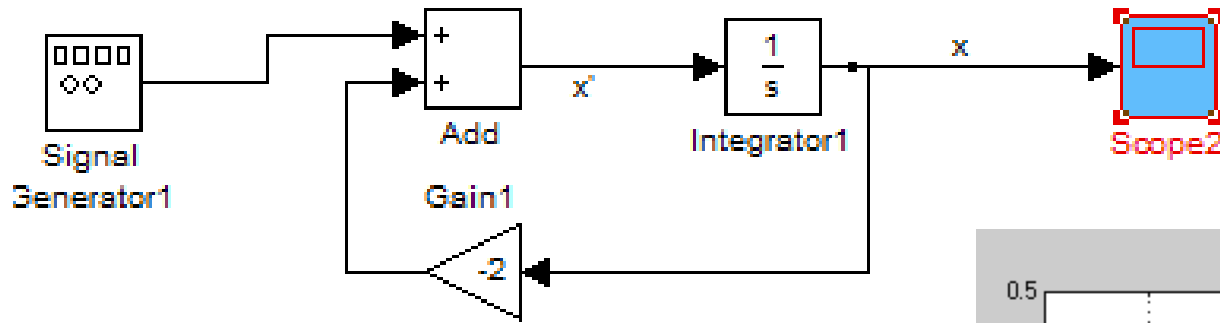 +
+
x'
1
s
x
Add
Integrator1
Scope2
Signal
Generator1
Gain1
-2
0.5